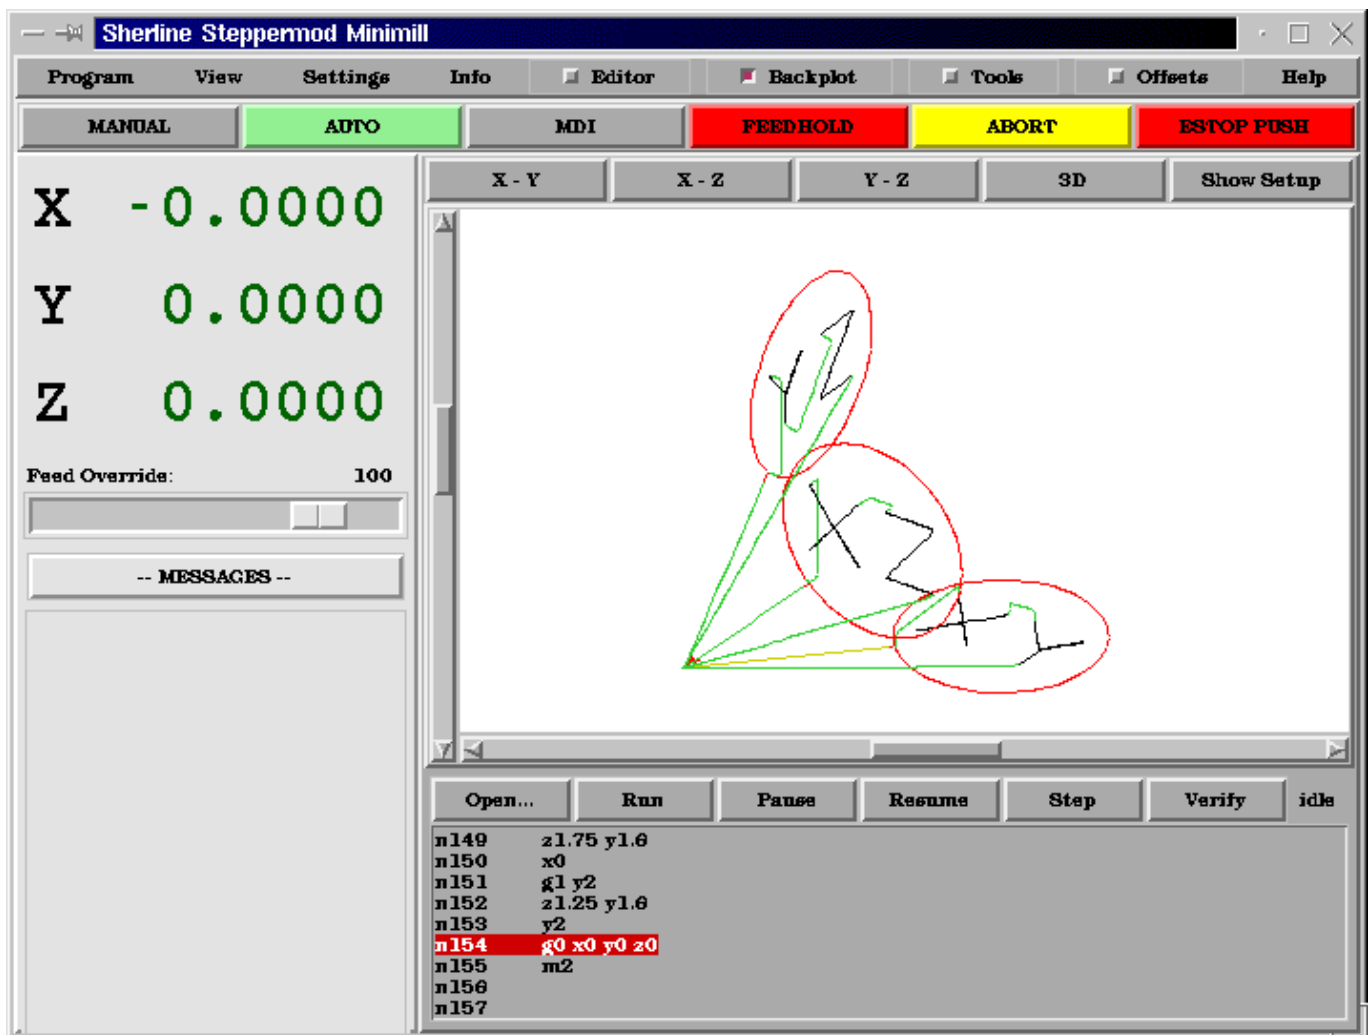 Sherline Steppermod Minimill
Program View Settings Info Editor Backplot Tools Offsets Help
MANUAL AUTO MDI FEEDHOLD ABORT ESTOP PUSH
X - Y X - Z Y - Z 3D Show Setup
X -0.0000
Y 0.0000
Z 0.0000
Feed Override: 100
-- MESSAGES --
YZ
XZ
XY
Open... Run Pause Resume Step Verify idle
n149 z1.75 y1.6
n150 x0
n151 g1 y2
n152 z1.25 y1.6
n153 y2
n154 g0 x0 y0 z0
n155 m2
n156
n157